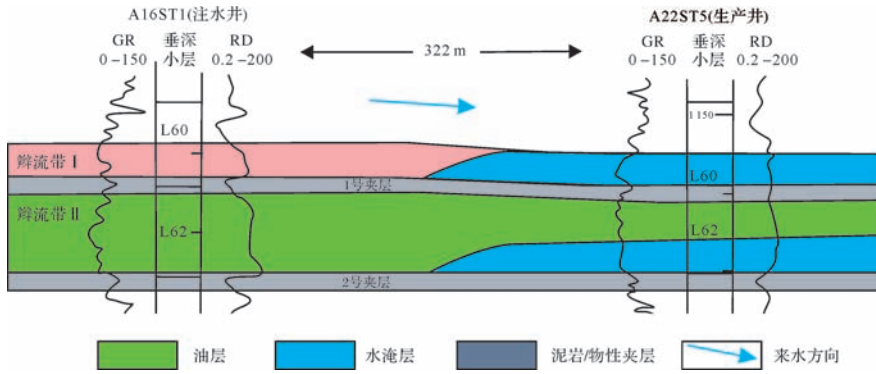 A16ST1(注水井)
A22ST5(生产井)
GR
0-150
垂深
小层
RD
0.2-200
322 m
GR
0-150
垂深
小层
RD
0.2-200
1 150
L60
辫流带 I
1号夹层
L60
辫流带 II
L62
L62
2号夹层
油层
水淹层
泥岩/物性夹层
来水方向